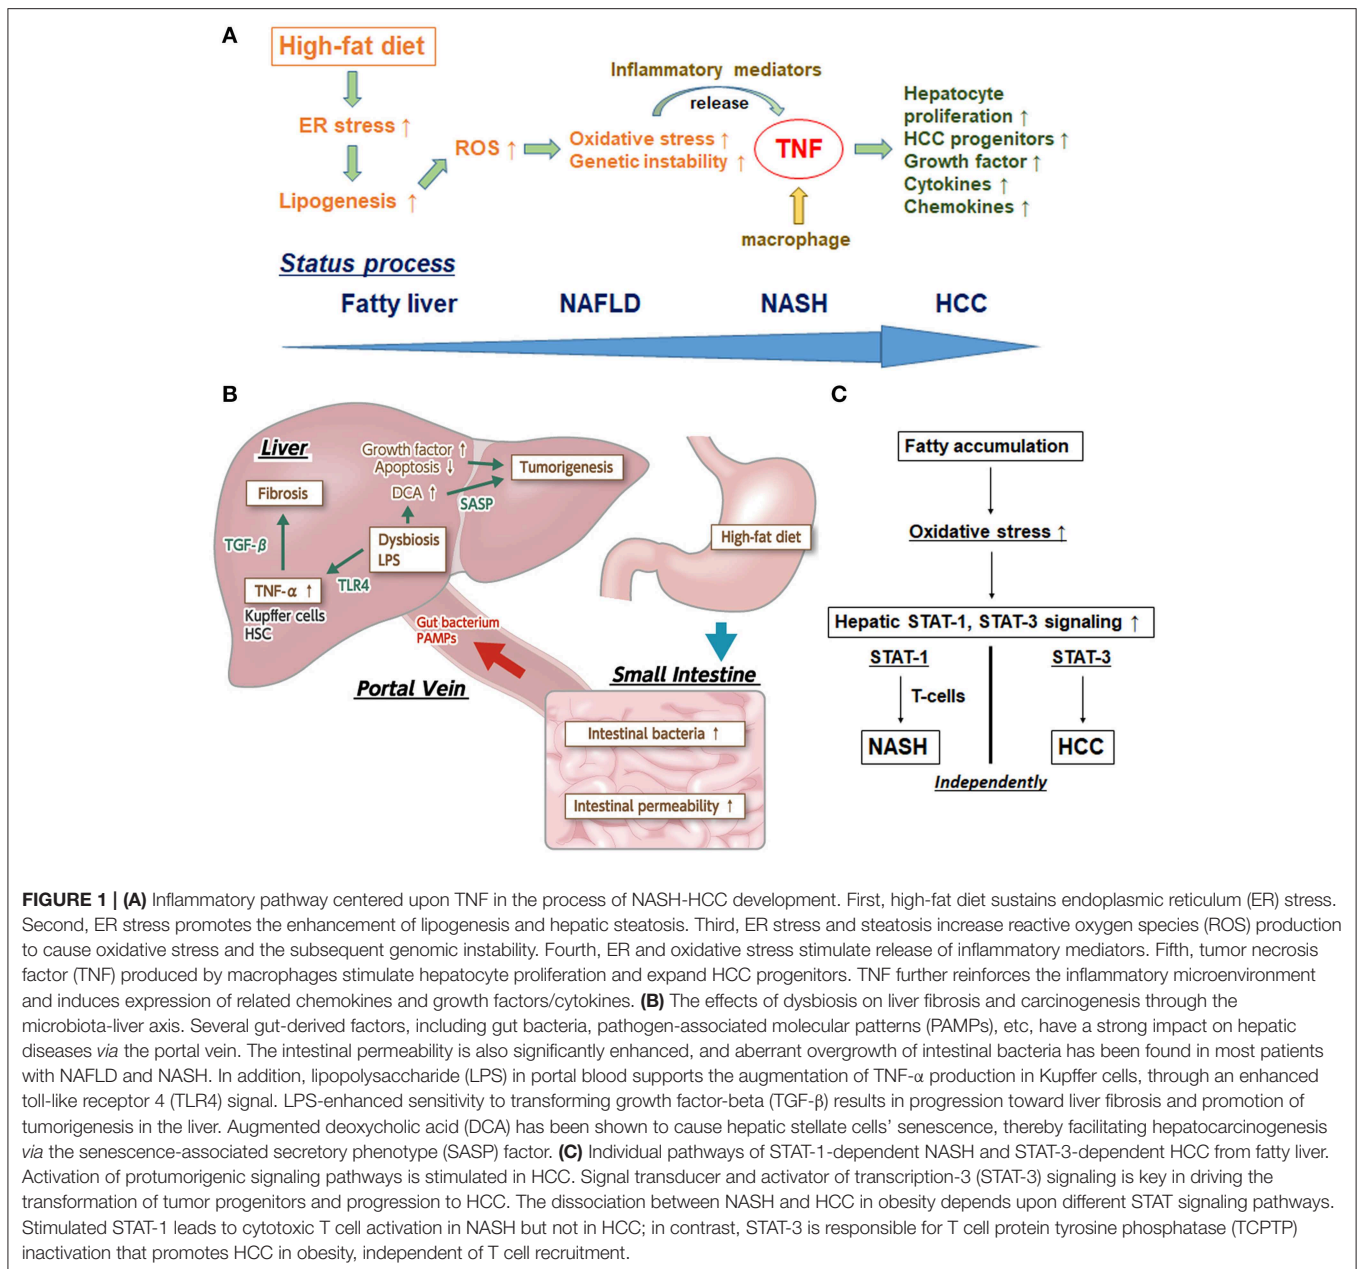 A
High-fat diet
ER stress ↑
Lipogenesis ↑
ROS ↑
Oxidative stress ↑
Genetic instability ↑
Inflammatory mediators
release
TNF
macrophage
Hepatocyte
proliferation ↑
HCC progenitors ↑
Growth factor ↑
Cytokines ↑
Chemokines ↑
Status process
Fatty liver
NAFLD
NASH
HCC
B
Liver
Growth factor ↑
Apoptosis ↓
Tumorigenesis
Fibrosis
DCA ↑
SASP
TGF-β
Dysbiosis
LPS
TNF-α ↑
TLR4
Kupffer cells
HSC
Gut bacterium
PAMPs
Portal Vein
High-fat diet
Small Intestine
Intestinal bacteria ↑
Intestinal permeability ↑
C
Fatty accumulation
Oxidative stress ↑
Hepatic STAT-1, STAT-3 signaling ↑
STAT-1
STAT-3
T-cells
NASH
HCC
Independently
FIGURE 1 | (A) Inflammatory pathway centered upon TNF in the process of NASH-HCC development. First, high-fat diet sustains endoplasmic reticulum (ER) stress.
Second, ER stress promotes the enhancement of lipogenesis and hepatic steatosis. Third, ER stress and steatosis increase reactive oxygen species (ROS) production
to cause oxidative stress and the subsequent genomic instability. Fourth, ER and oxidative stress stimulate release of inflammatory mediators. Fifth, tumor necrosis
factor (TNF) produced by macrophages stimulate hepatocyte proliferation and expand HCC progenitors. TNF further reinforces the inflammatory microenvironment
and induces expression of related chemokines and growth factors/cytokines. (B) The effects of dysbiosis on liver fibrosis and carcinogenesis through the
microbiota-liver axis. Several gut-derived factors, including gut bacteria, pathogen-associated molecular patterns (PAMPs), etc, have a strong impact on hepatic
diseases via the portal vein. The intestinal permeability is also significantly enhanced, and aberrant overgrowth of intestinal bacteria has been found in most patients
with NAFLD and NASH. In addition, lipopolysaccharide (LPS) in portal blood supports the augmentation of TNF-α production in Kupffer cells, through an enhanced
toll-like receptor 4 (TLR4) signal. LPS-enhanced sensitivity to transforming growth factor-beta (TGF-β) results in progression toward liver fibrosis and promotion of
tumorigenesis in the liver. Augmented deoxycholic acid (DCA) has been shown to cause hepatic stellate cells’ senescence, thereby facilitating hepatocarcinogenesis
via the senescence-associated secretory phenotype (SASP) factor. (C) Individual pathways of STAT-1-dependent NASH and STAT-3-dependent HCC from fatty liver.
Activation of protumorigenic signaling pathways is stimulated in HCC. Signal transducer and activator of transcription-3 (STAT-3) signaling is key in driving the
transformation of tumor progenitors and progression to HCC. The dissociation between NASH and HCC in obesity depends upon different STAT signaling pathways.
Stimulated STAT-1 leads to cytotoxic T cell activation in NASH but not in HCC; in contrast, STAT-3 is responsible for T cell protein tyrosine phosphatase (TCPTP)
inactivation that promotes HCC in obesity, independent of T cell recruitment.